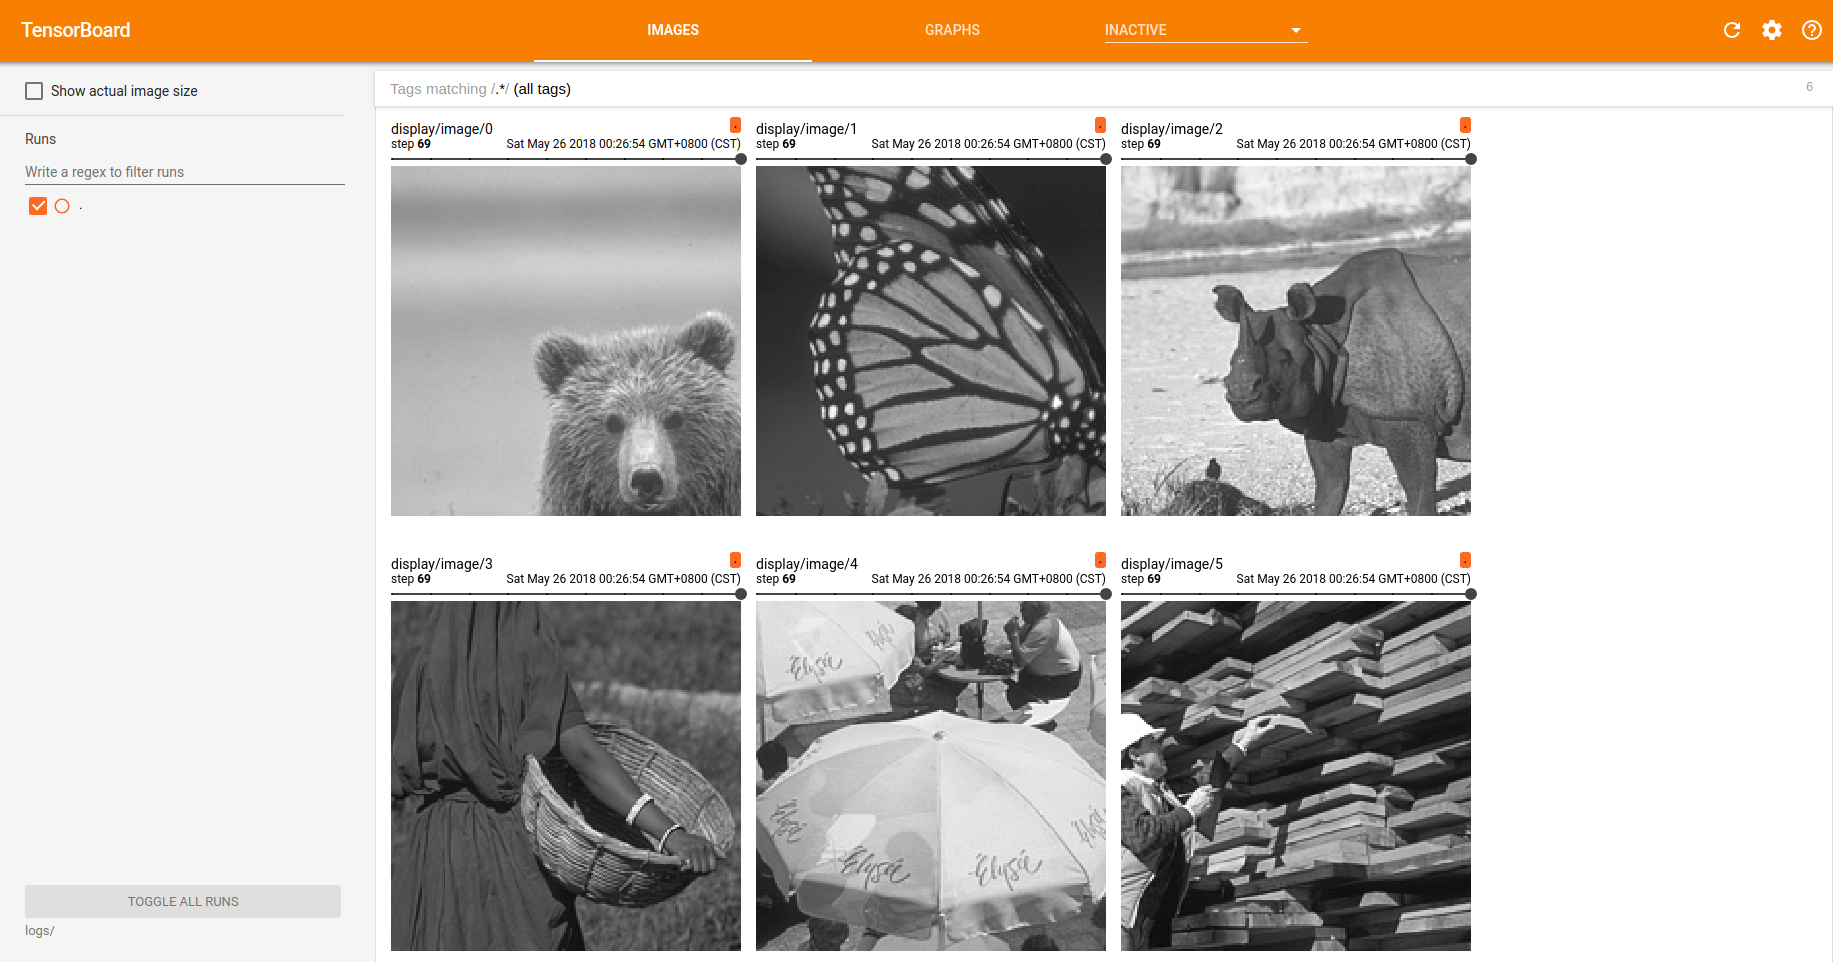 TensorBoard
IMAGES
GRAPHS
INACTIVE
Show actual image size
Runs
Write a regex to filter runs
.
TOGGLE ALL RUNS
logs/
Tags matching /.*/ (all tags)
6
display/image/0
step 69 Sat May 26 2018 00:26:54 GMT+0800 (CST)
display/image/1
step 69 Sat May 26 2018 00:26:54 GMT+0800 (CST)
display/image/2
step 69 Sat May 26 2018 00:26:54 GMT+0800 (CST)
display/image/3
step 69 Sat May 26 2018 00:26:54 GMT+0800 (CST)
display/image/4
step 69 Sat May 26 2018 00:26:54 GMT+0800 (CST)
Elysée
Elysée
Elysée
display/image/5
step 69 Sat May 26 2018 00:26:54 GMT+0800 (CST)